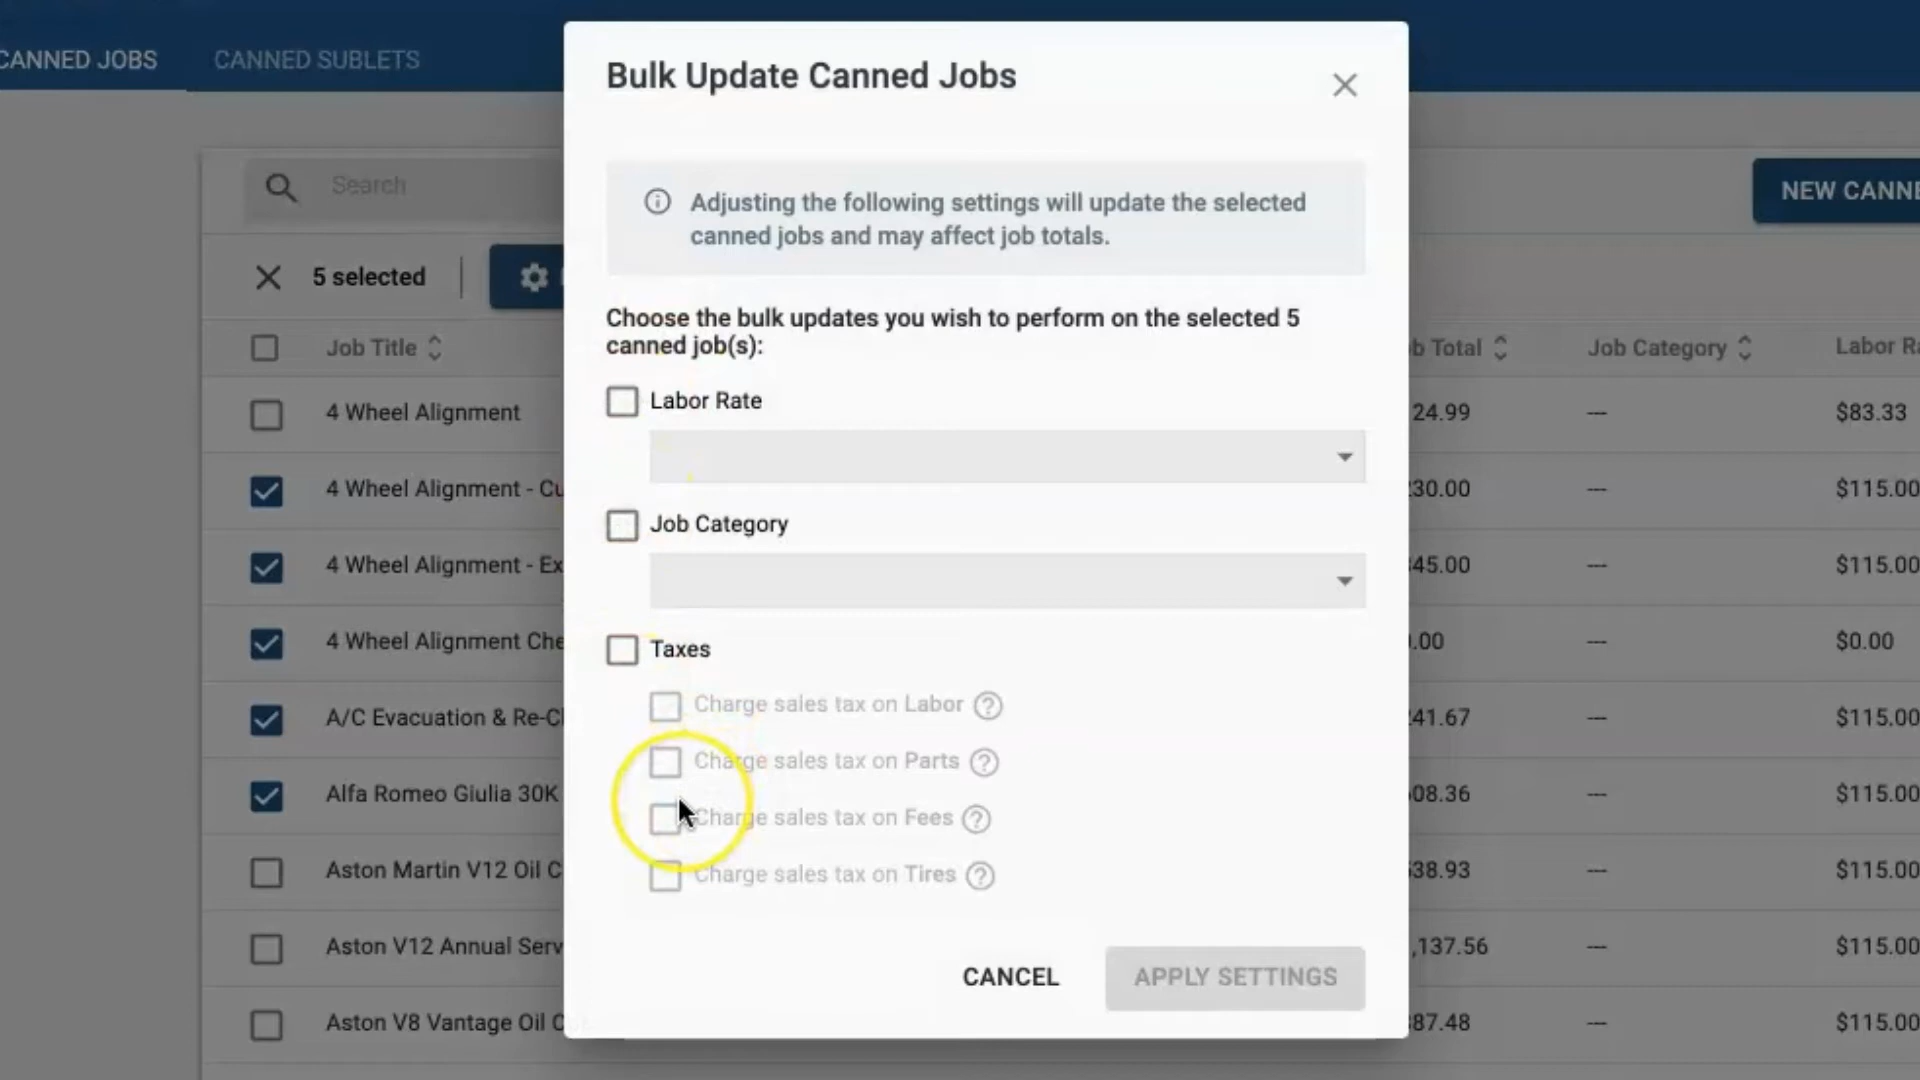 CANNED JOBS
CANNED SUBLETS
Bulk Update Canned Jobs
Search
NEW CANNE
Adjusting the following settings will update the selected
canned jobs and may affect job totals.
5 selected
Choose the bulk updates you wish to perform on the selected 5
canned job(s):
Job Title
b Total
Job Category
Labor Ra
Labor Rate
4 Wheel Alignment
24.99
---
$83.33
4 Wheel Alignment - Cu
30.00
---
$115.00
Job Category
4 Wheel Alignment - Ex
45.00
---
$115.00
Taxes
4 Wheel Alignment Che
.00
---
$0.00
Charge sales tax on Labor
A/C Evacuation & Re-C
241.67
---
$115.00
Charge sales tax on Parts
Alfa Romeo Giulia 30K
08.36
---
$115.00
Charge sales tax on Fees
Charge sales tax on Tires
Aston Martin V12 Oil C
38.93
---
$115.00
Aston V12 Annual Serv
,137.56
---
$115.00
CANCEL
APPLY SETTINGS
Aston V8 Vantage Oil C
87.48
---
$115.00